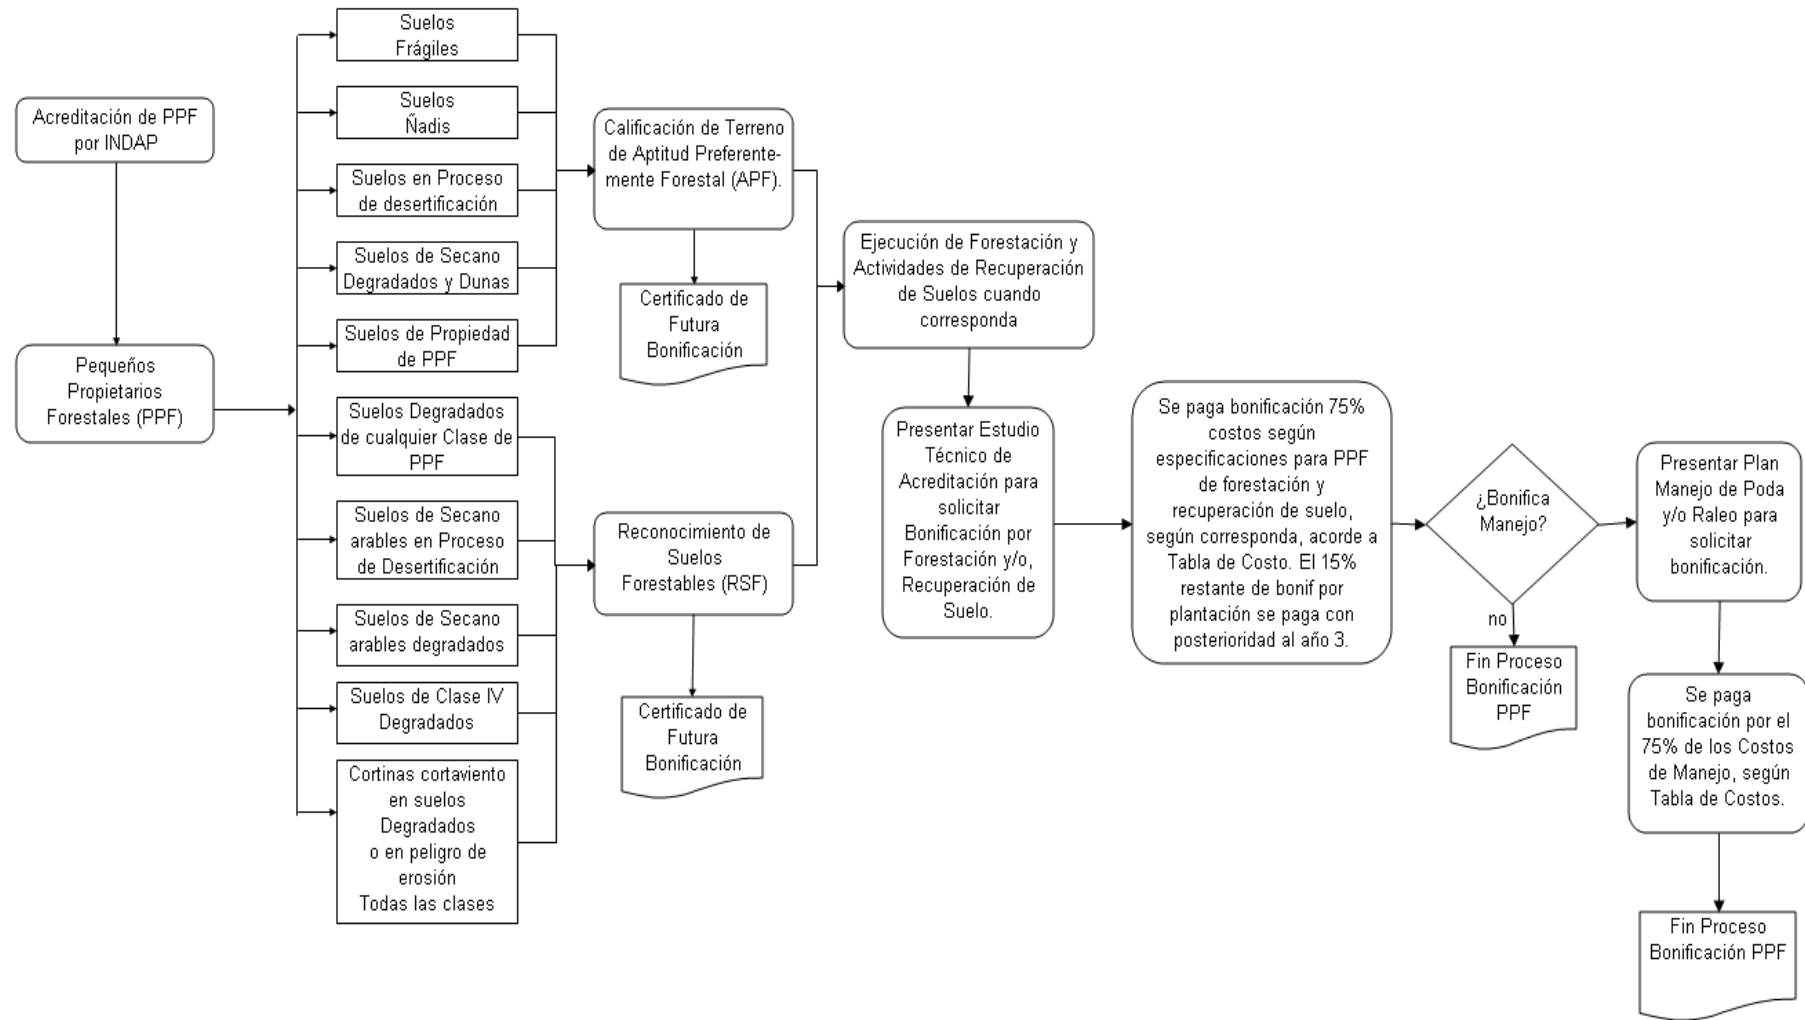 Acreditación de PPF
por INDAP
Pequeños
Propietarios
Forestales (PPF)
Suelos
Frágiles
Suelos
Ñadis
Suelos en Proceso
de desertificación
Suelos de Secano
Degradados y Dunas
Suelos de Propiedad
de PPF
Suelos Degradados
de cualquier Clase de
PPF
Suelos de Secano
arables en Proceso
de Desertificación
Suelos de Secano
arables degradados
Suelos de Clase IV
Degradados
Cortinas cortaviento
en suelos
Degradados
o en peligro de
erosión
Todas las clases
Calificación de Terreno
de Aptitud Preferente-
mente Forestal (APF).
Certificado de
Futura
Bonificación
Reconocimiento de
Suelos
Forestables (RSF)
Certificado de
Futura
Bonificación
Ejecución de Forestación y
Actividades de Recuperación
de Suelos cuando
corresponda
Presentar Estudio
Técnico de
Acreditación para
solicitar
Bonificación por
Forestación y/o,
Recuperación de
Suelo.
Se paga bonificación 75%
costos según
especificaciones para PPF
de forestación y
recuperación de suelo,
según corresponda, acorde a
Tabla de Costo. El 15%
restante de bonif por
plantación se paga con
posterioridad al año 3.
¿Bonifica
Manejo?
no
Fin Proceso
Bonificación
PPF
Presentar Plan
Manejo de Poda
y/o Raleo para
solicitar
bonificación.
Se paga
bonificación por el
75% de los Costos
de Manejo, según
Tabla de Costos.
Fin Proceso
Bonificación PPF